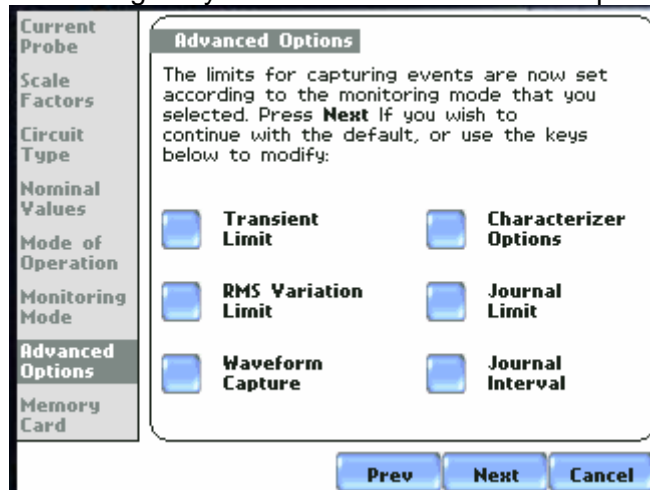 Current
Probe
Scale
Factors
Circuit
Type
Nominal
Values
Mode of
Operation
Monitoring
Mode
Advanced
Options
Memory
Card
Advanced Options
The limits for capturing events are now set
according to the monitoring mode that you
selected. Press Next If you wish to
continue with the default, or use the keys
below to modify:
Transient
Limit
Characterizer
Options
RMS Variation
Limit
Journal
Limit
Waveform
Capture
Journal
Interval
Prev
Next
Cancel